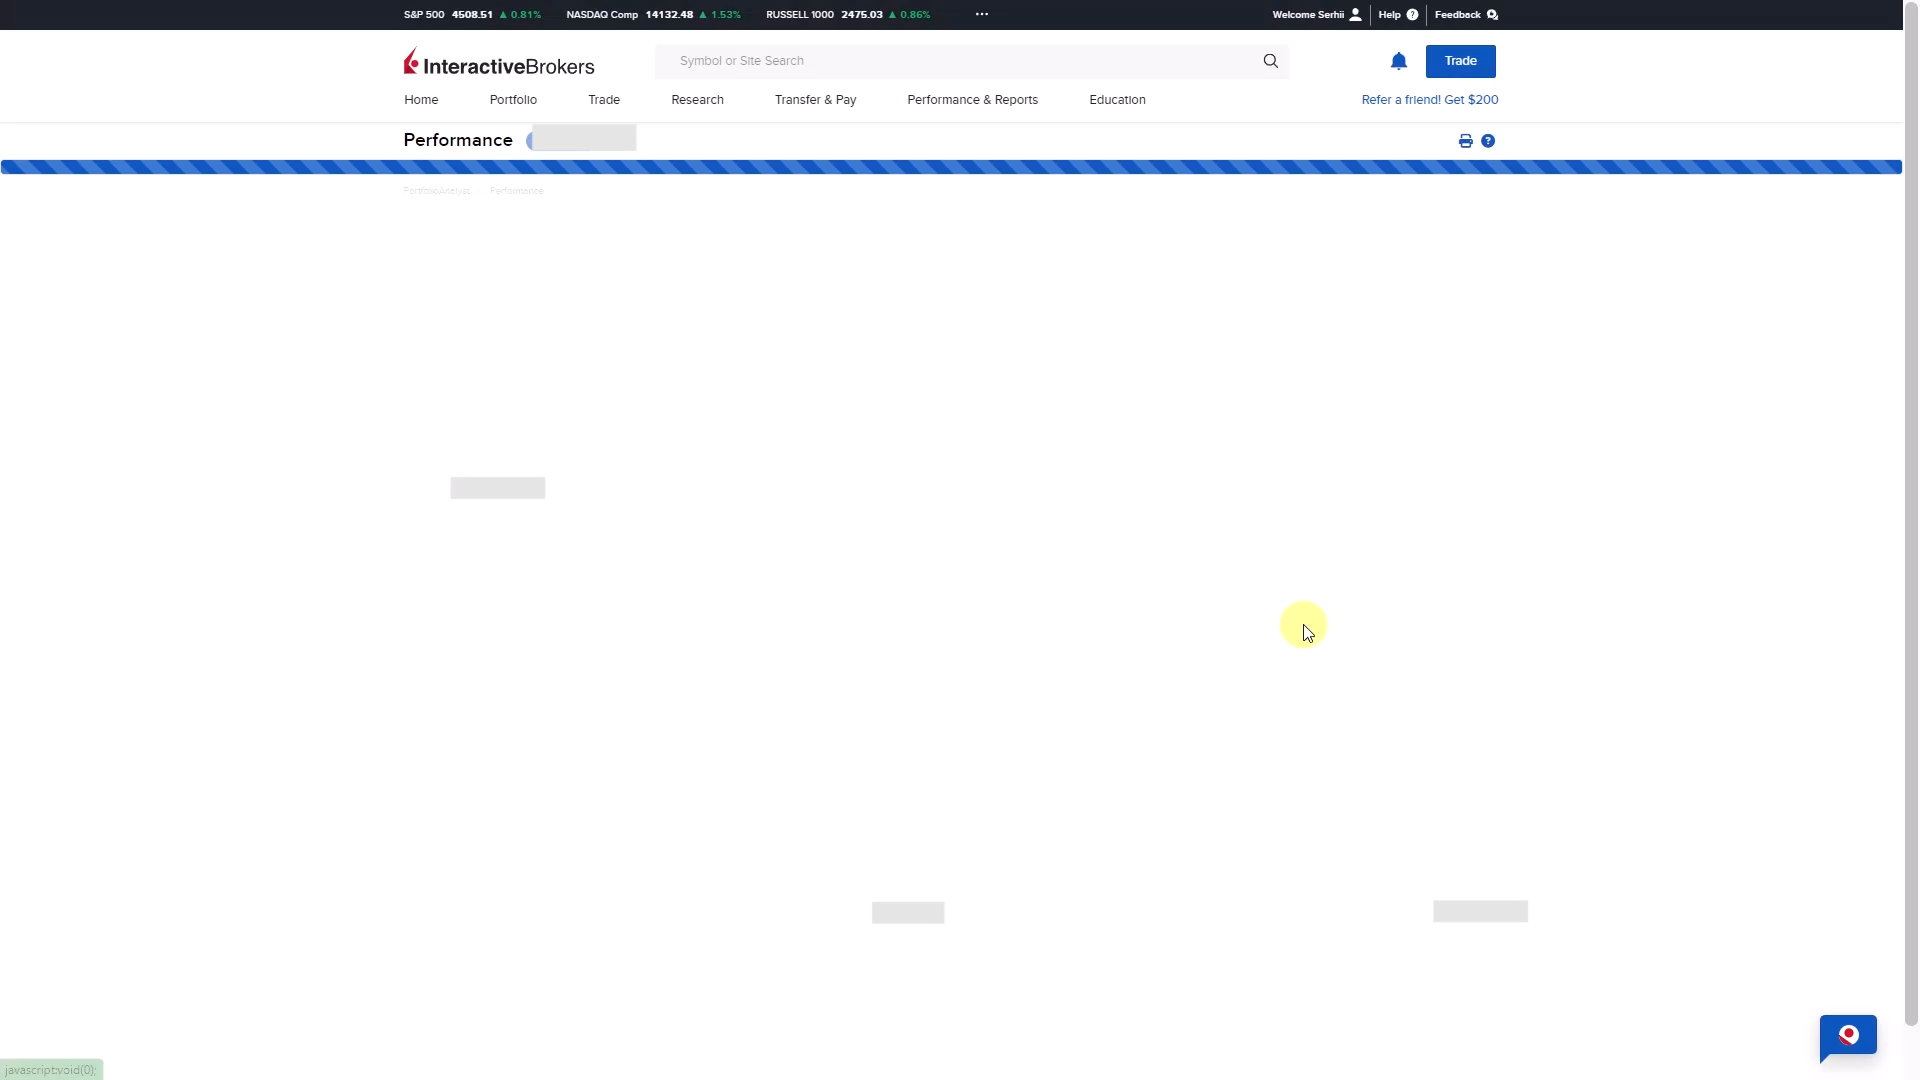 S&P 500 4508.51 ▲ 0.81% NASDAQ Comp 14132.48 ▲ 1.53% RUSSELL 1000 2475.03 ▲ 0.86% ••• Welcome Serhii Help ? Feedback
InteractiveBrokers Symbol or Site Search Trade
Home Portfolio Trade Research Transfer & Pay Performance & Reports Education Refer a friend! Get $200
Performance ?
PortfolioAnalyst Performance
javascript:void(0);